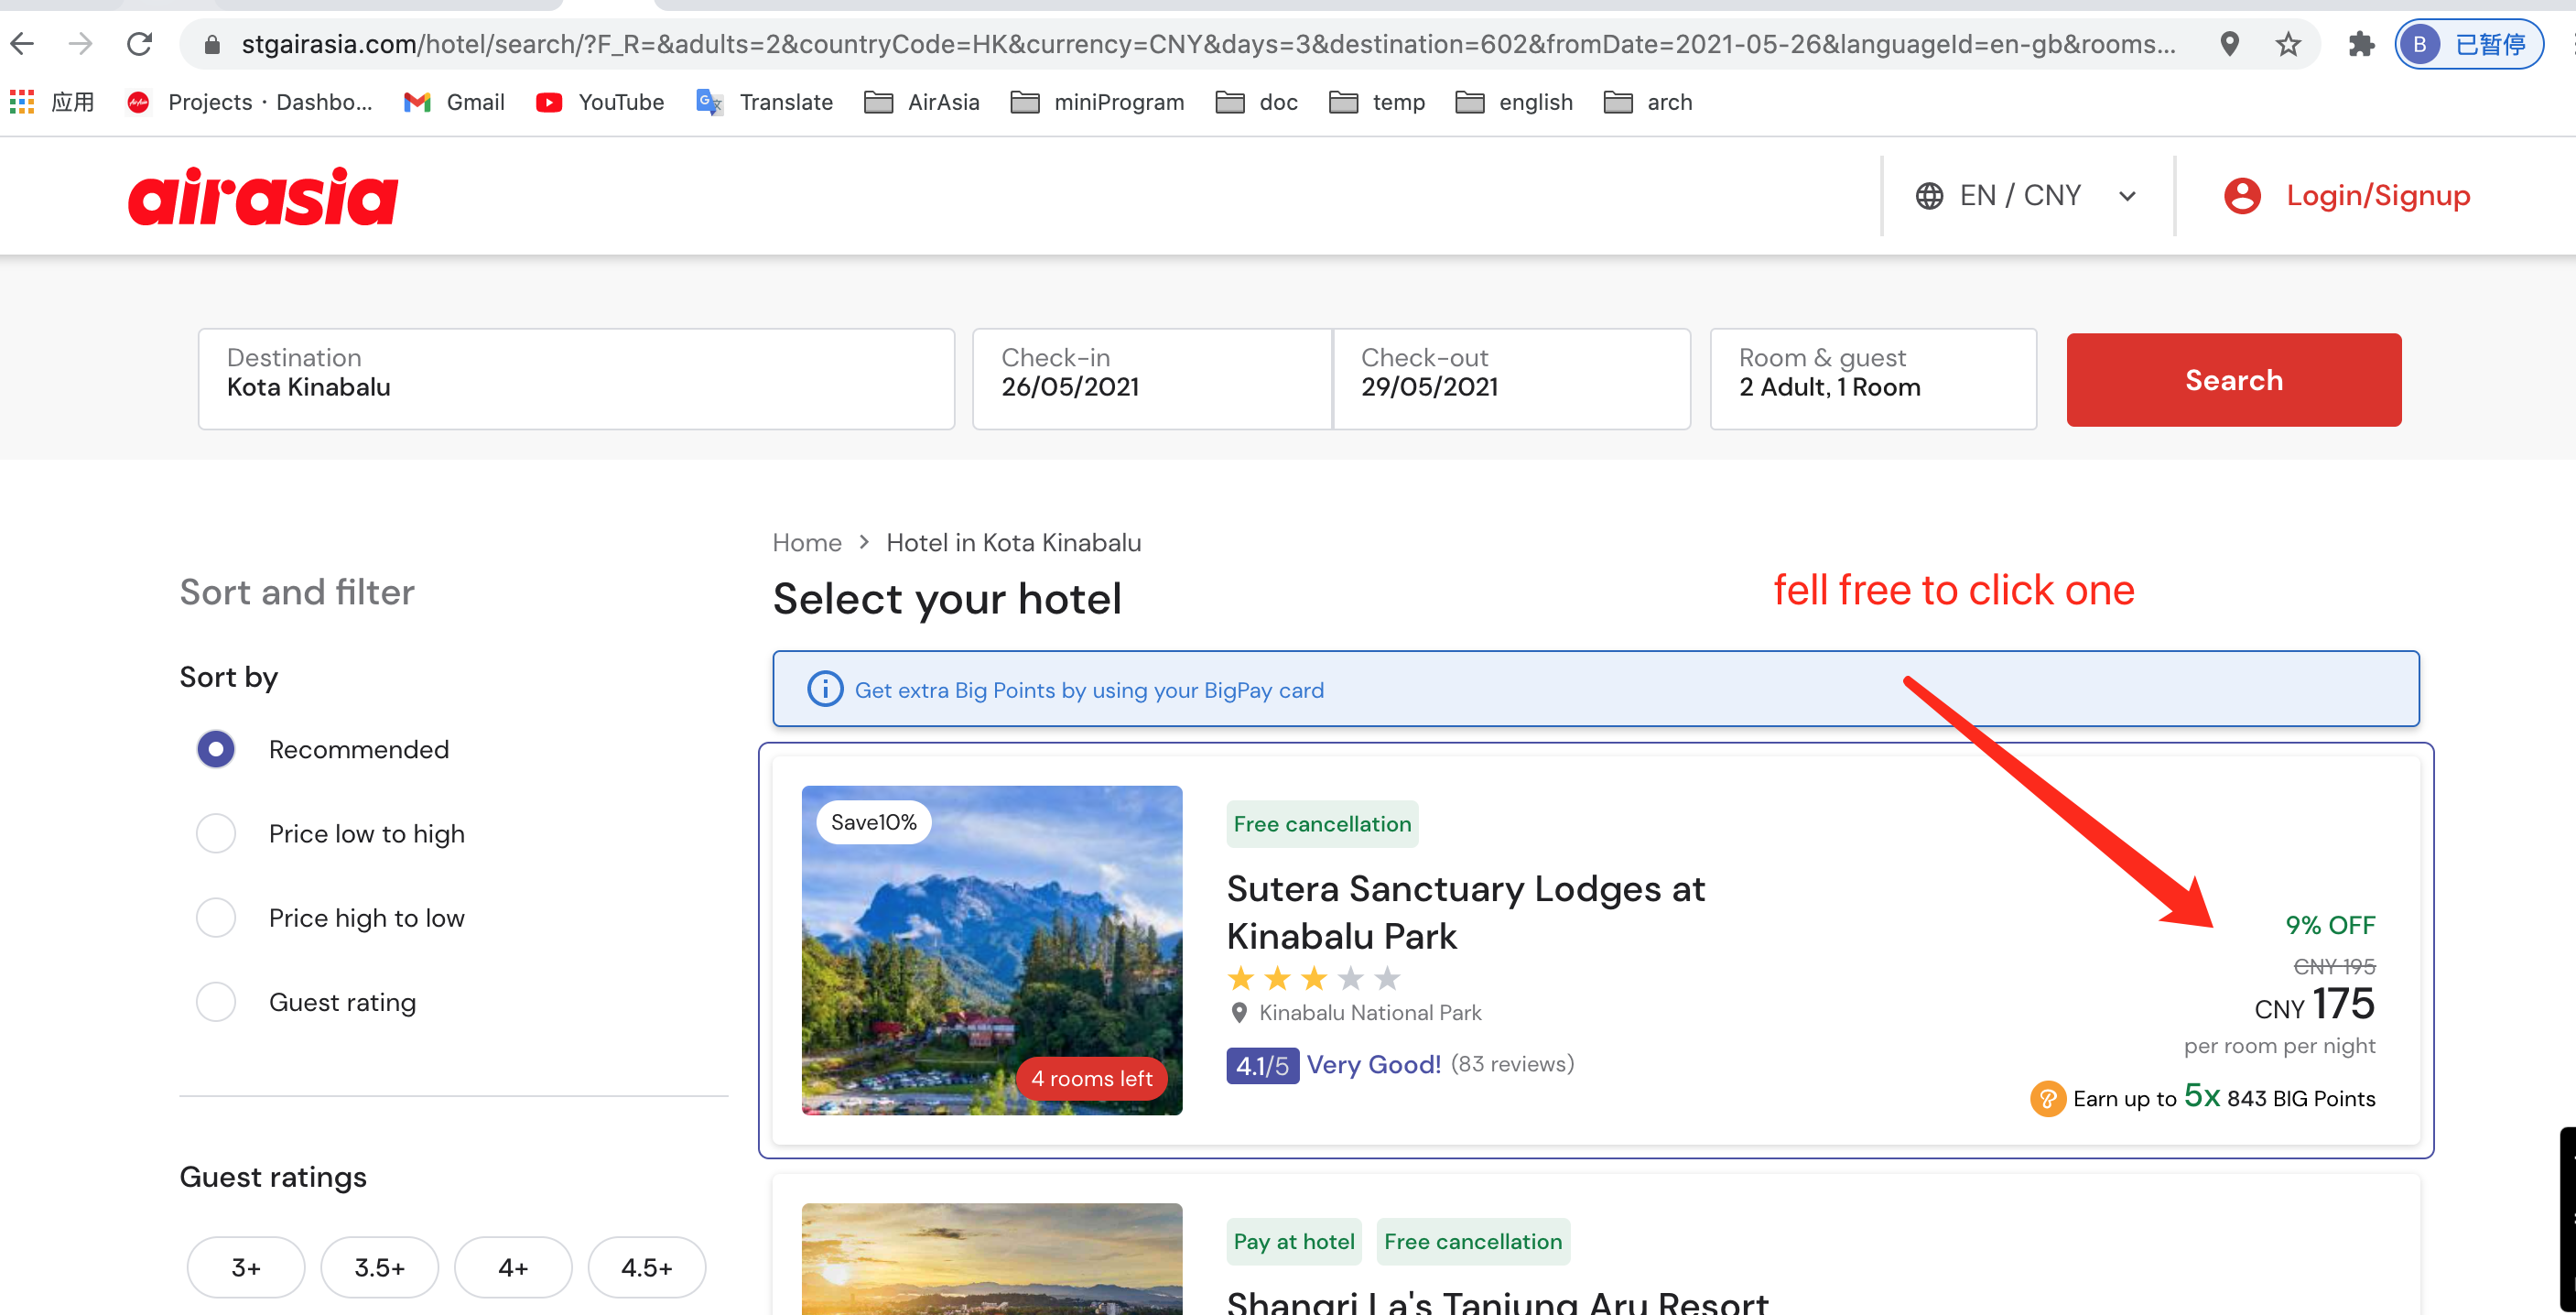 stgairasia.com/hotel/search/?F_R=&adults=2&countryCode=HK&currency=CNY&days=3&destination=602&fromDate=2021-05-26&languageId=en-gb&rooms...
B 已暂停
应用
Projects · Dashbo...
Gmail
YouTube
Translate
AirAsia
miniProgram
doc
temp
english
arch
airasia
EN / CNY
Login/Signup
Destination
Kota Kinabalu
Check-in
26/05/2021
Check-out
29/05/2021
Room & guest
2 Adult, 1 Room
Search
Home > Hotel in Kota Kinabalu
Select your hotel
fell free to click one
Sort and filter
Sort by
Recommended
Price low to high
Price high to low
Guest rating
Guest ratings
3+
3.5+
4+
4.5+
Get extra Big Points by using your BigPay card
Save10%
4 rooms left
Free cancellation
Sutera Sanctuary Lodges at
Kinabalu Park
Kinabalu National Park
4.1/5 Very Good! (83 reviews)
9% OFF
CNY 195
CNY 175
per room per night
Earn up to 5x 843 BIG Points
Pay at hotel
Free cancellation
Shangri La's Tanjung Aru Resort